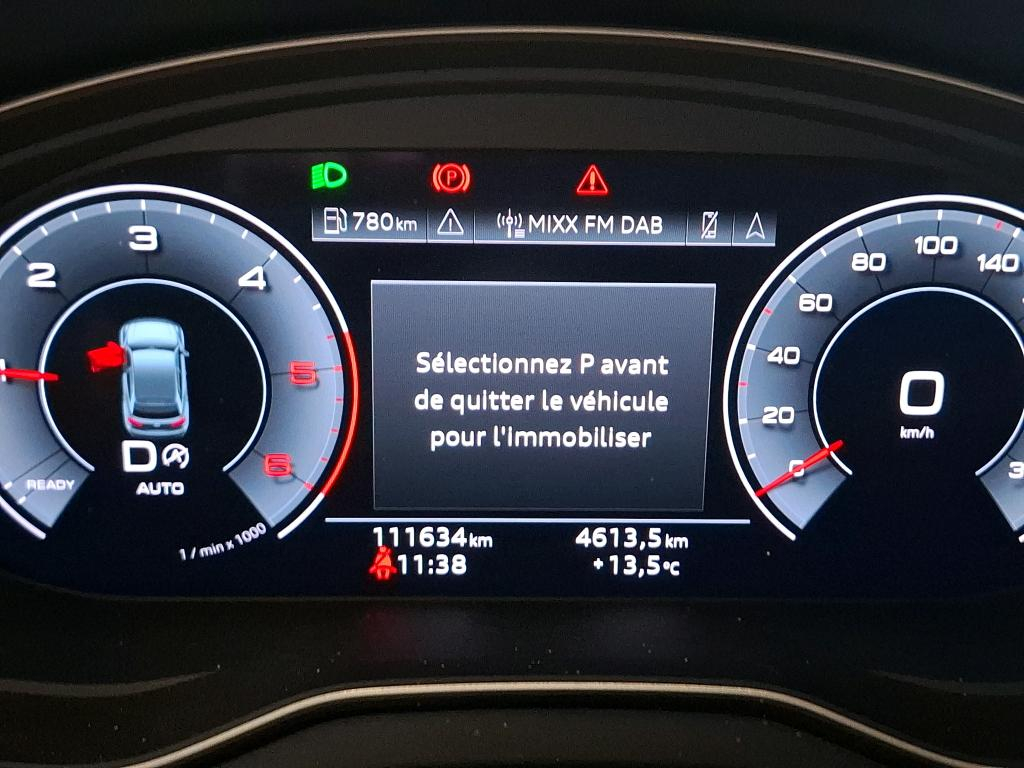 780km
MIXX FM DAB
1
2
3
4
5
6
READY
1 / min x 1000
D
AUTO
P
Sélectionnez P avant
de quitter le véhicule
pour l'immobiliser
0
20
40
60
80
100
140
3
0
km/h
111634km
4613,5km
11:38
+13,5°C